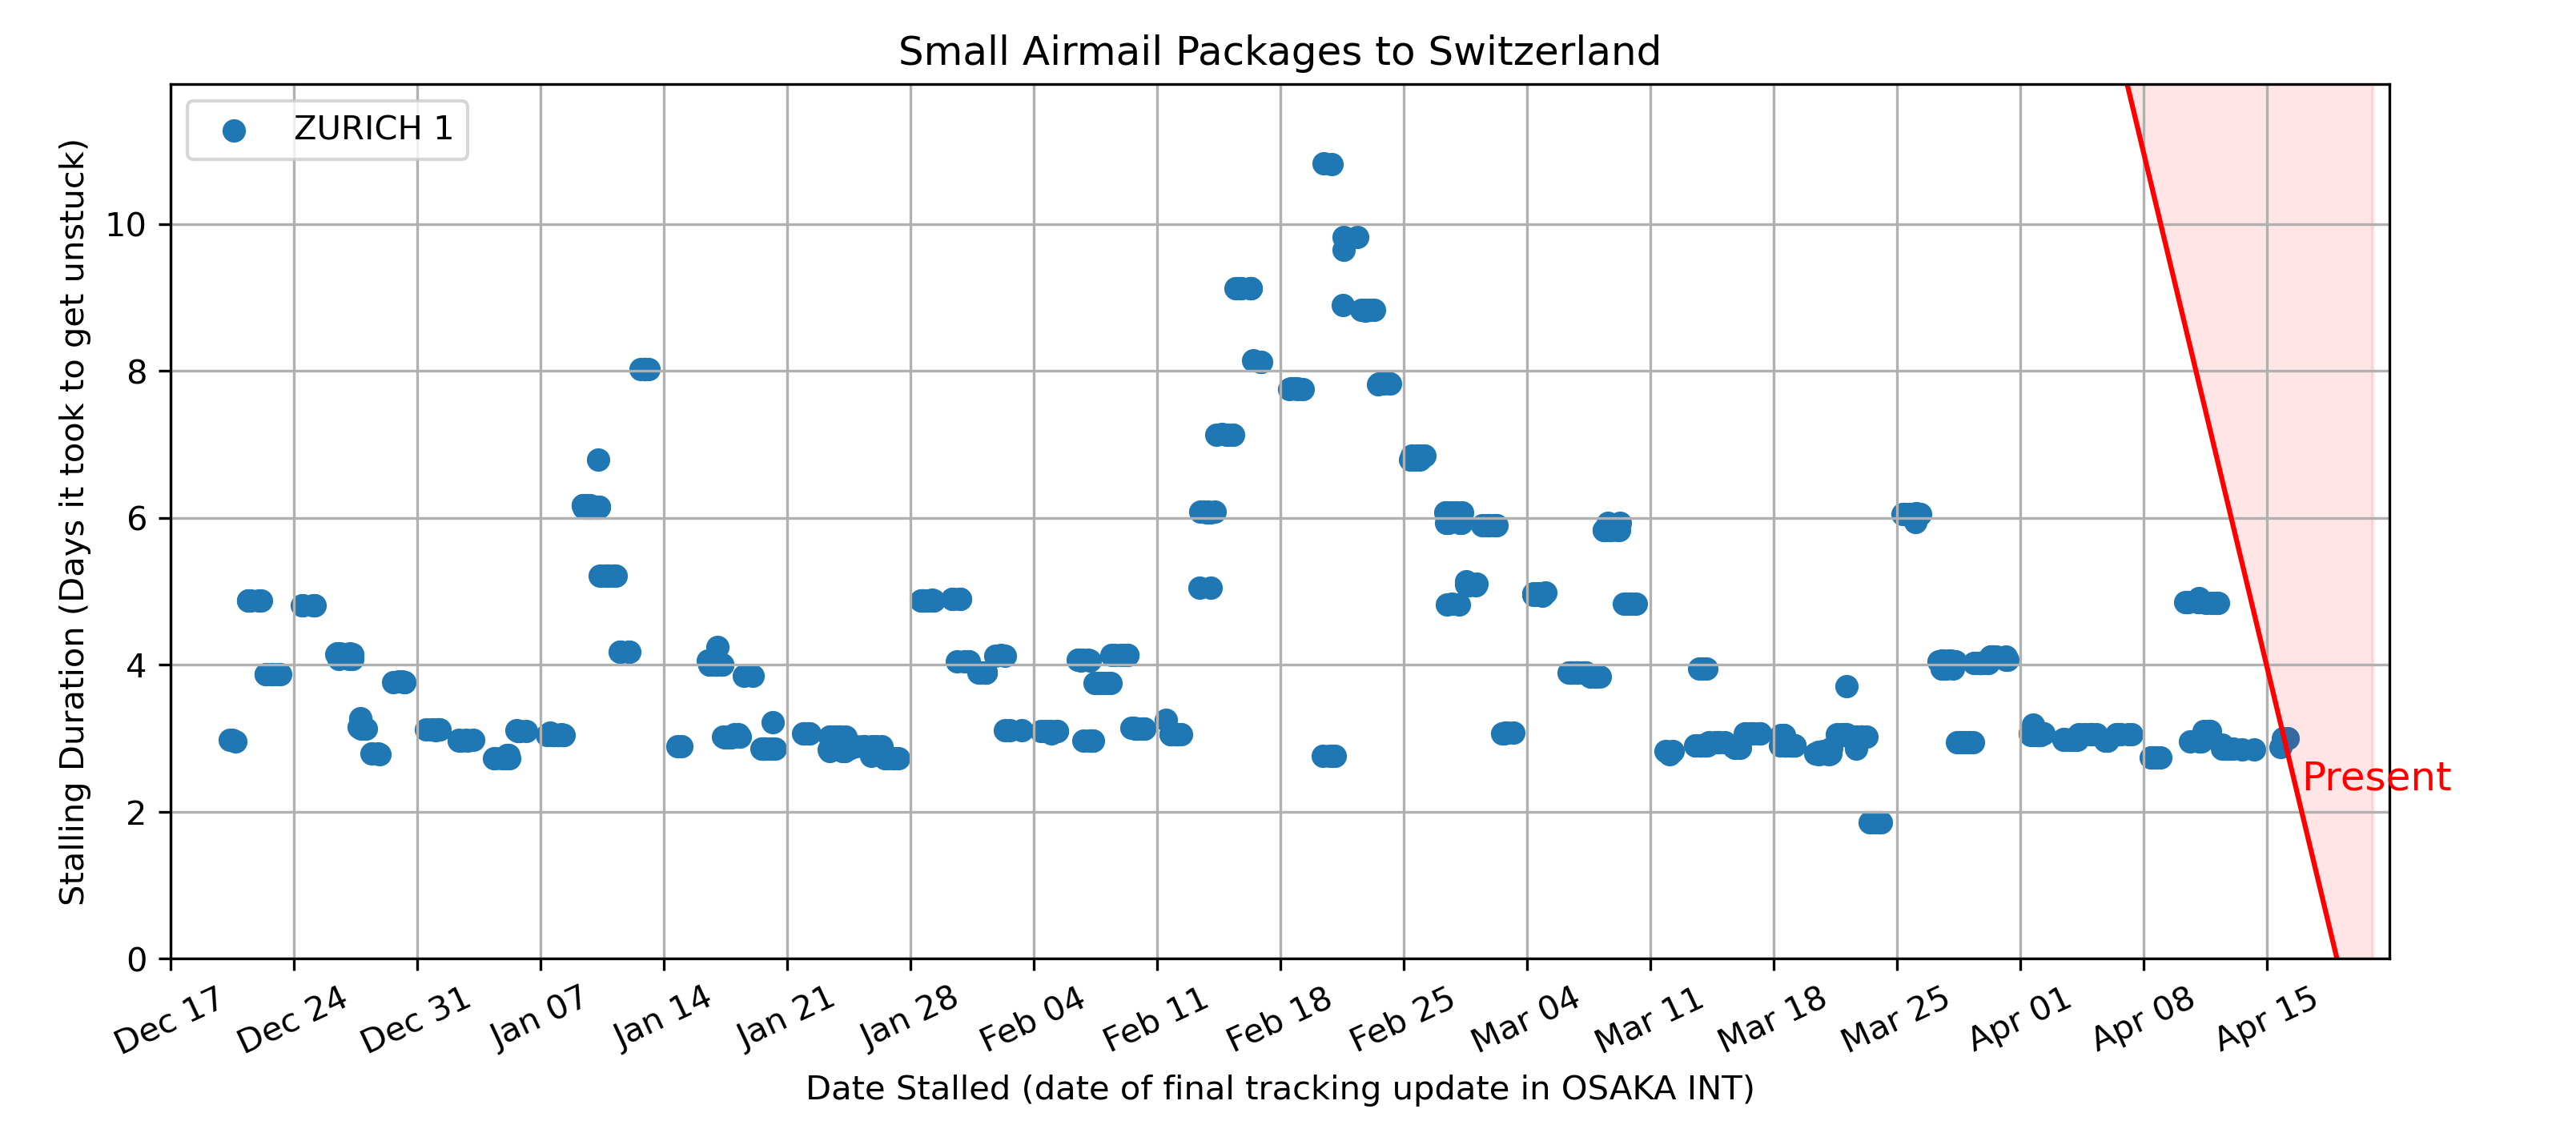 Small Airmail Packages to Switzerland
ZURICH 1
Stalling Duration (Days it took to get unstuck)
10
8
6
4
2
0
Present
Dec 17
Dec 24
Dec 31
Jan 07
Jan 14
Jan 21
Jan 28
Feb 04
Feb 11
Feb 18
Feb 25
Mar 04
Mar 11
Mar 18
Mar 25
Apr 01
Apr 08
Apr 15
Date Stalled (date of final tracking update in OSAKA INT)